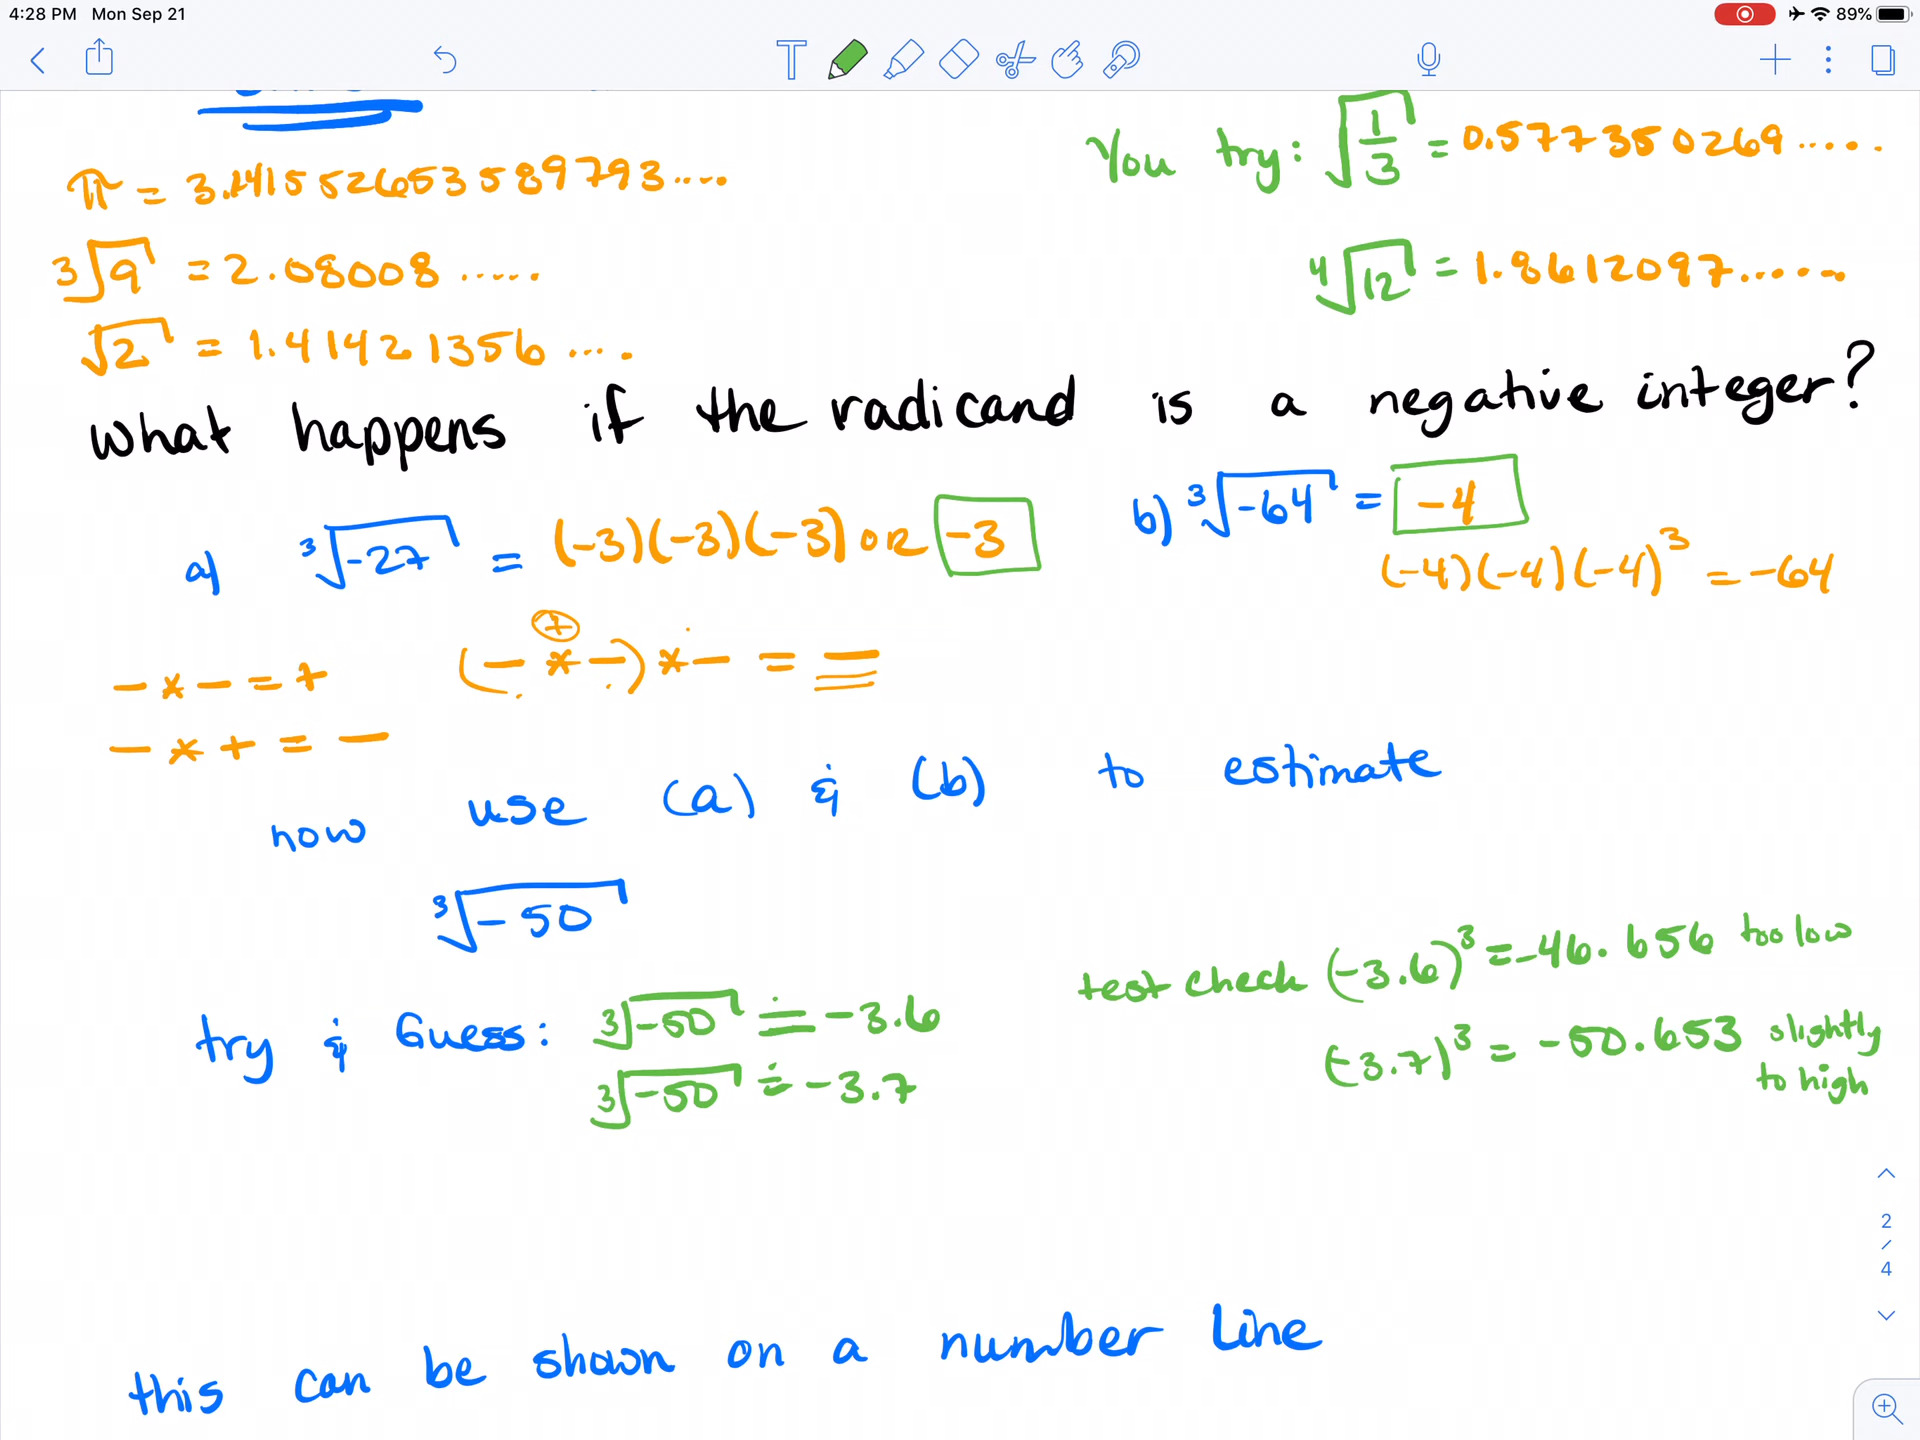 4:28 PM Mon Sep 21
89%
π = 3.141552653589793....
You try: √(1/3) = 0.577350269.....
³√9 = 2.08008.....
⁴√12 = 1.8612097.....
√2 = 1.41421356....
What happens if the radicand is a negative integer?
a) ³√-27 = (-3)(-3)(-3) OR -3
b) ³√-64 = -4
(-4)(-4)(-4)³ = -64
+
- * - = +
(- * -) * - = -
- * + = -
now use (a) & (b) to estimate
³√-50
try & Guess: ³√-50 ≐ -3.6
³√-50 ≐ -3.7
test check (-3.6)³ = -46.656 too low
(-3.7)³ = -50.653 slightly
to high
2
/
4
this can be shown on a number line